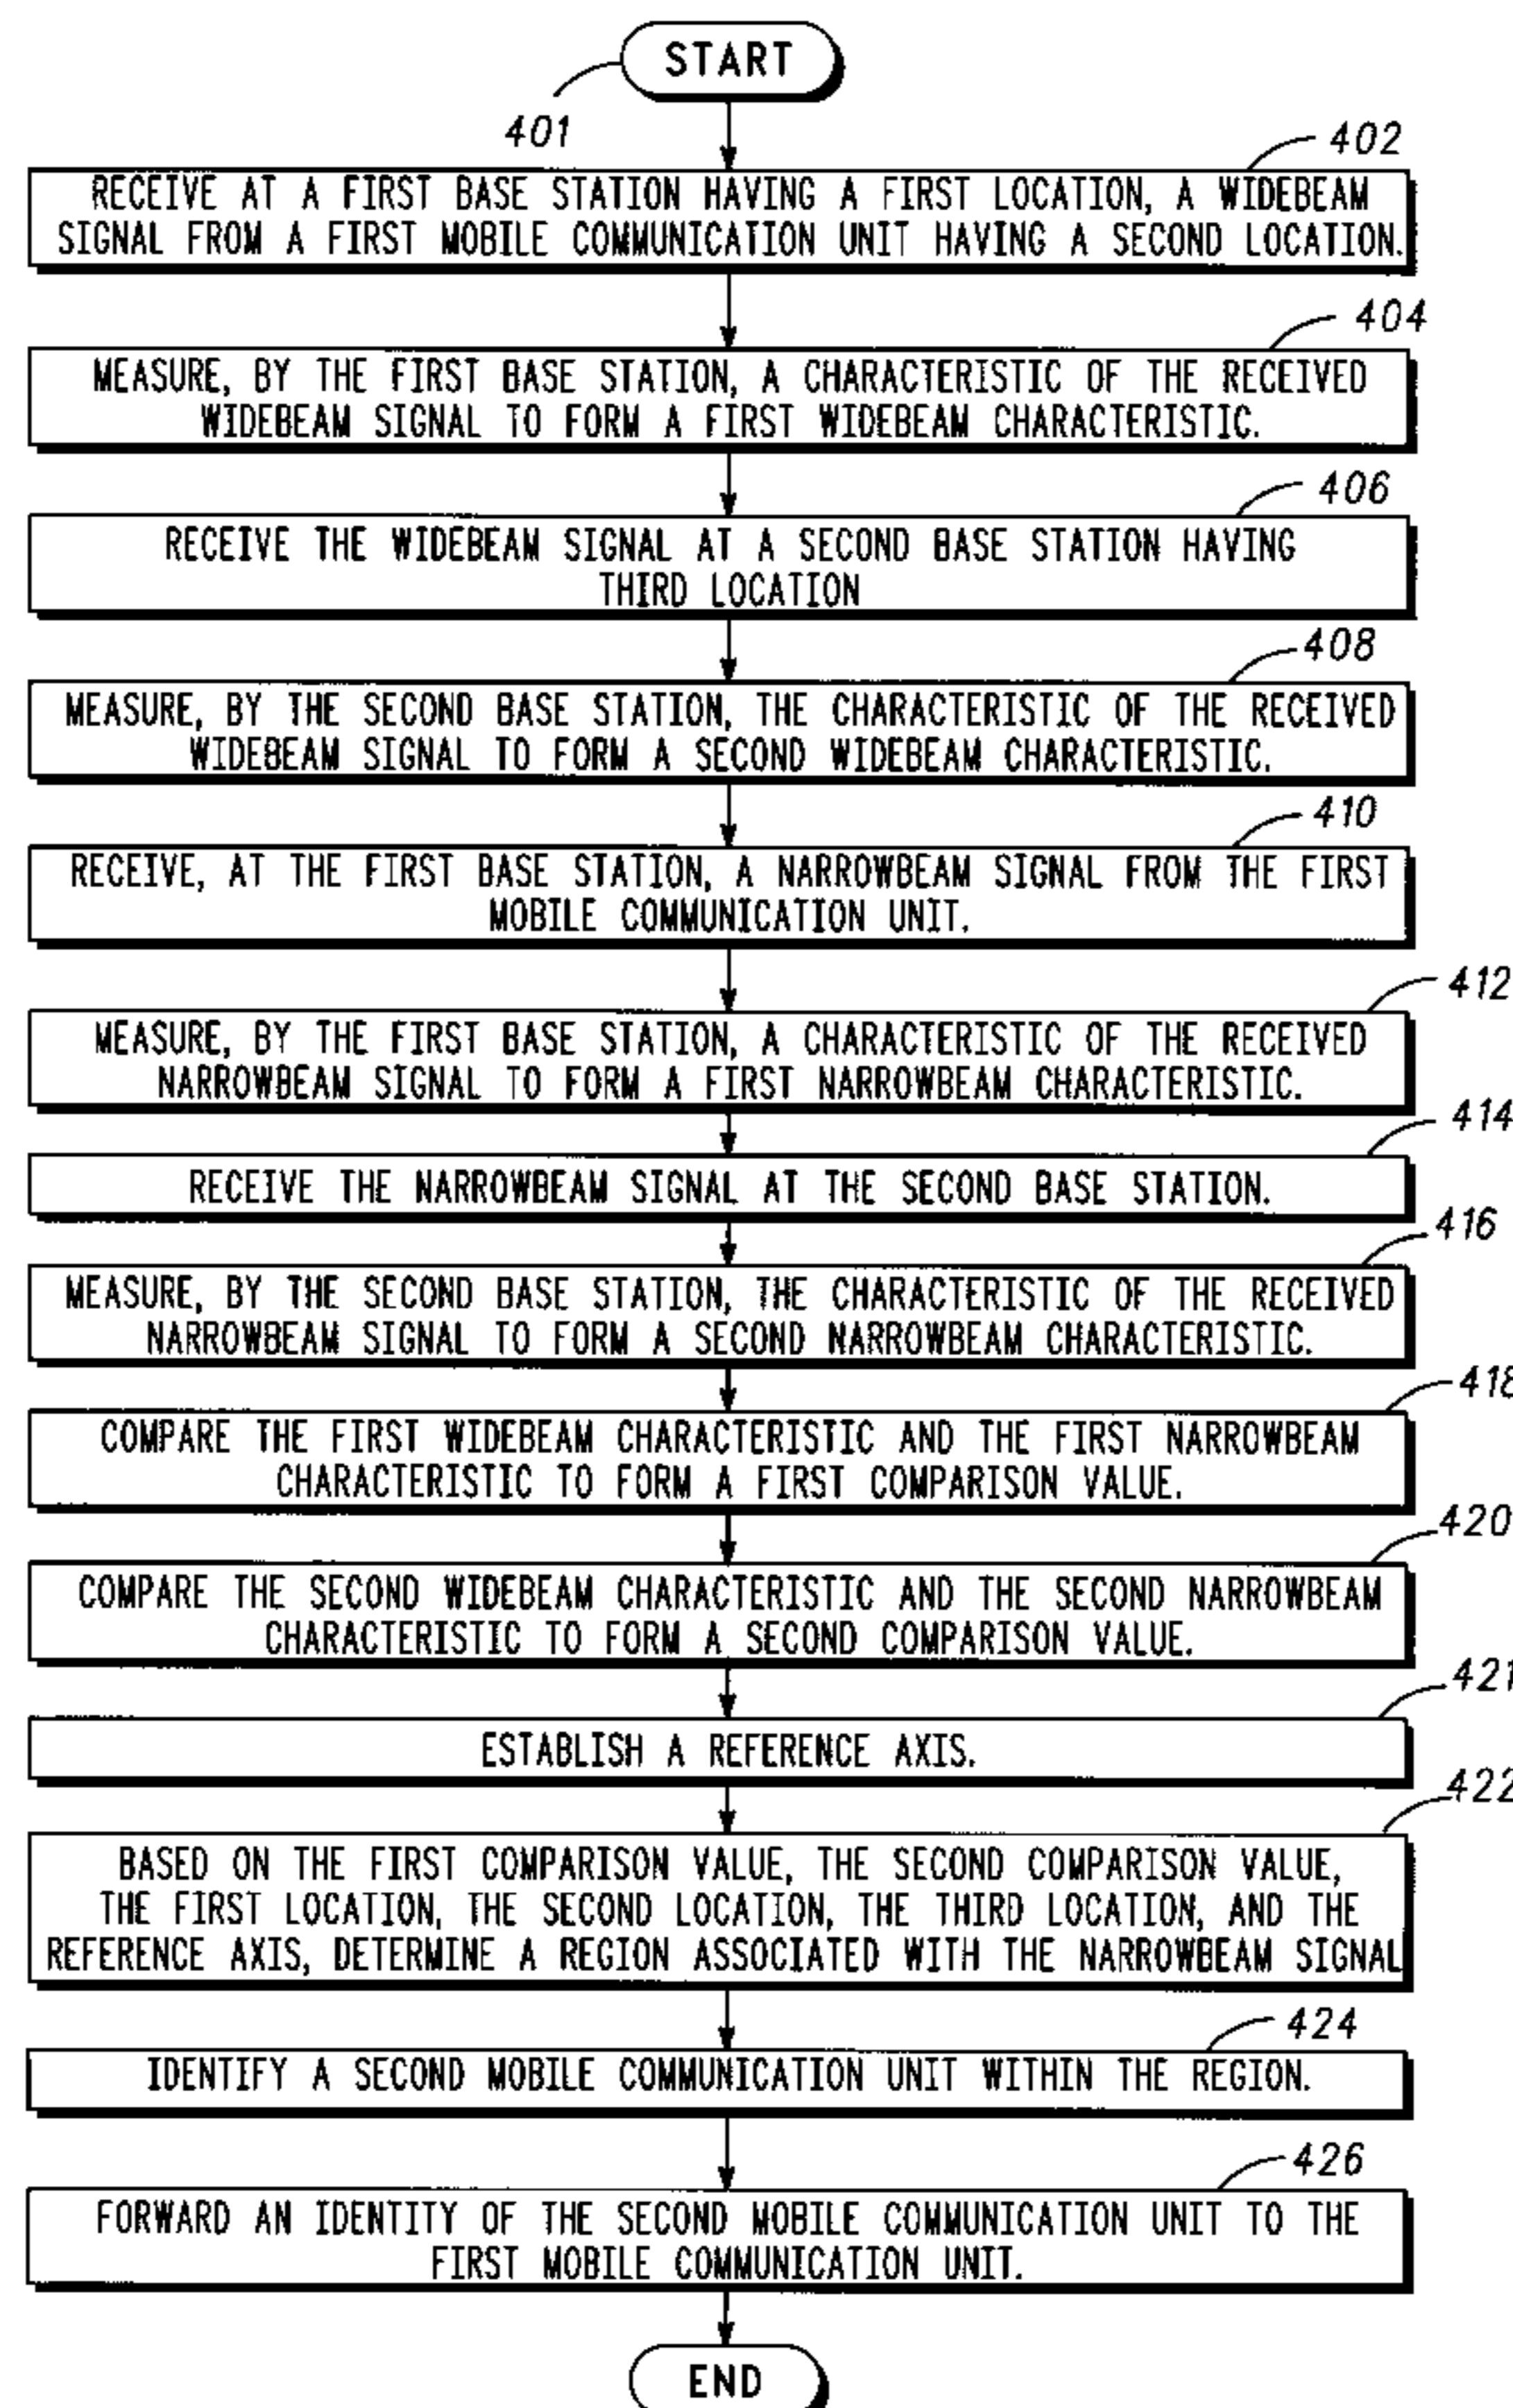 START
401
402
RECEIVE AT A FIRST BASE STATION HAVING A FIRST LOCATION, A WIDEBEAM
SIGNAL FROM A FIRST MOBILE COMMUNICATION UNIT HAVING A SECOND LOCATION.
404
MEASURE, BY THE FIRST BASE STATION, A CHARACTERISTIC OF THE RECEIVED
WIDEBEAM SIGNAL TO FORM A FIRST WIDEBEAM CHARACTERISTIC.
406
RECEIVE THE WIDEBEAM SIGNAL AT A SECOND BASE STATION HAVING
THIRD LOCATION
408
MEASURE, BY THE SECOND BASE STATION, THE CHARACTERISTIC OF THE RECEIVED
WIDEBEAM SIGNAL TO FORM A SECOND WIDEBEAM CHARACTERISTIC.
410
RECEIVE, AT THE FIRST BASE STATION, A NARROWBEAM SIGNAL FROM THE FIRST
MOBILE COMMUNICATION UNIT.
412
MEASURE, BY THE FIRST BASE STATION, A CHARACTERISTIC OF THE RECEIVED
NARROWBEAM SIGNAL TO FORM A FIRST NARROWBEAM CHARACTERISTIC.
414
RECEIVE THE NARROWBEAM SIGNAL AT THE SECOND BASE STATION.
416
MEASURE, BY THE SECOND BASE STATION, THE CHARACTERISTIC OF THE RECEIVED
NARROWBEAM SIGNAL TO FORM A SECOND NARROWBEAM CHARACTERISTIC.
418
COMPARE THE FIRST WIDEBEAM CHARACTERISTIC AND THE FIRST NARROWBEAM
CHARACTERISTIC TO FORM A FIRST COMPARISON VALUE.
420
COMPARE THE SECOND WIDEBEAM CHARACTERISTIC AND THE SECOND NARROWBEAM
CHARACTERISTIC TO FORM A SECOND COMPARISON VALUE.
421
ESTABLISH A REFERENCE AXIS.
422
BASED ON THE FIRST COMPARISON VALUE, THE SECOND COMPARISON VALUE,
THE FIRST LOCATION, THE SECOND LOCATION, THE THIRD LOCATION, AND THE
REFERENCE AXIS, DETERMINE A REGION ASSOCIATED WITH THE NARROWBEAM SIGNAL
424
IDENTIFY A SECOND MOBILE COMMUNICATION UNIT WITHIN THE REGION.
426
FORWARD AN IDENTITY OF THE SECOND MOBILE COMMUNICATION UNIT TO THE
FIRST MOBILE COMMUNICATION UNIT.
END